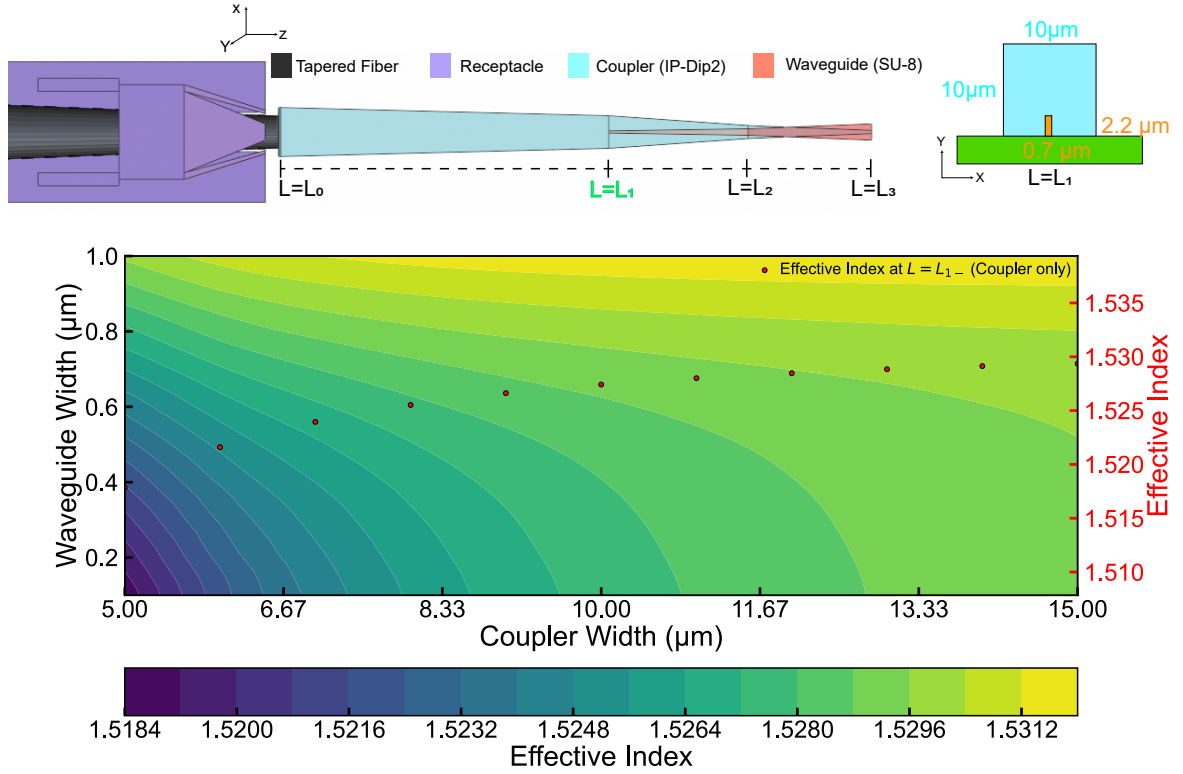 x
Y
z
Tapered Fiber
Receptacle
Coupler (IP-Dip2)
Waveguide (SU-8)
L=L₀
L=L₁
L=L₂
L=L₃
10μm
10μm
2.2 μm
0.7 μm
Y
X
L=L₁
Effective Index at L = L₁₋ (Coupler only)
Waveguide Width (μm)
1.0
0.8
0.6
0.4
0.2
1.535
1.530
1.525
1.520
1.515
1.510
Effective Index
5.00 6.67 8.33 10.00 11.67 13.33 15.00
Coupler Width (μm)
1.5184 1.5200 1.5216 1.5232 1.5248 1.5264 1.5280 1.5296 1.5312
Effective Index